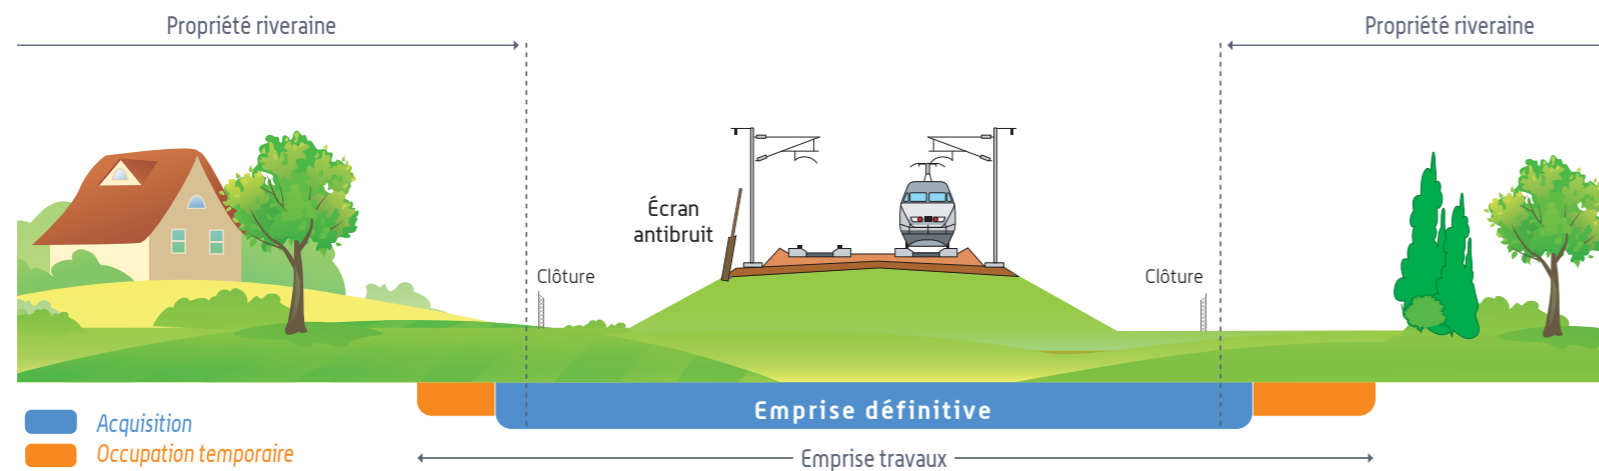 Propriété riveraine
Propriété riveraine
Écran
antibruit
Clôture
Clôture
Emprise définitive
Acquisition
Occupation temporaire
Emprise travaux